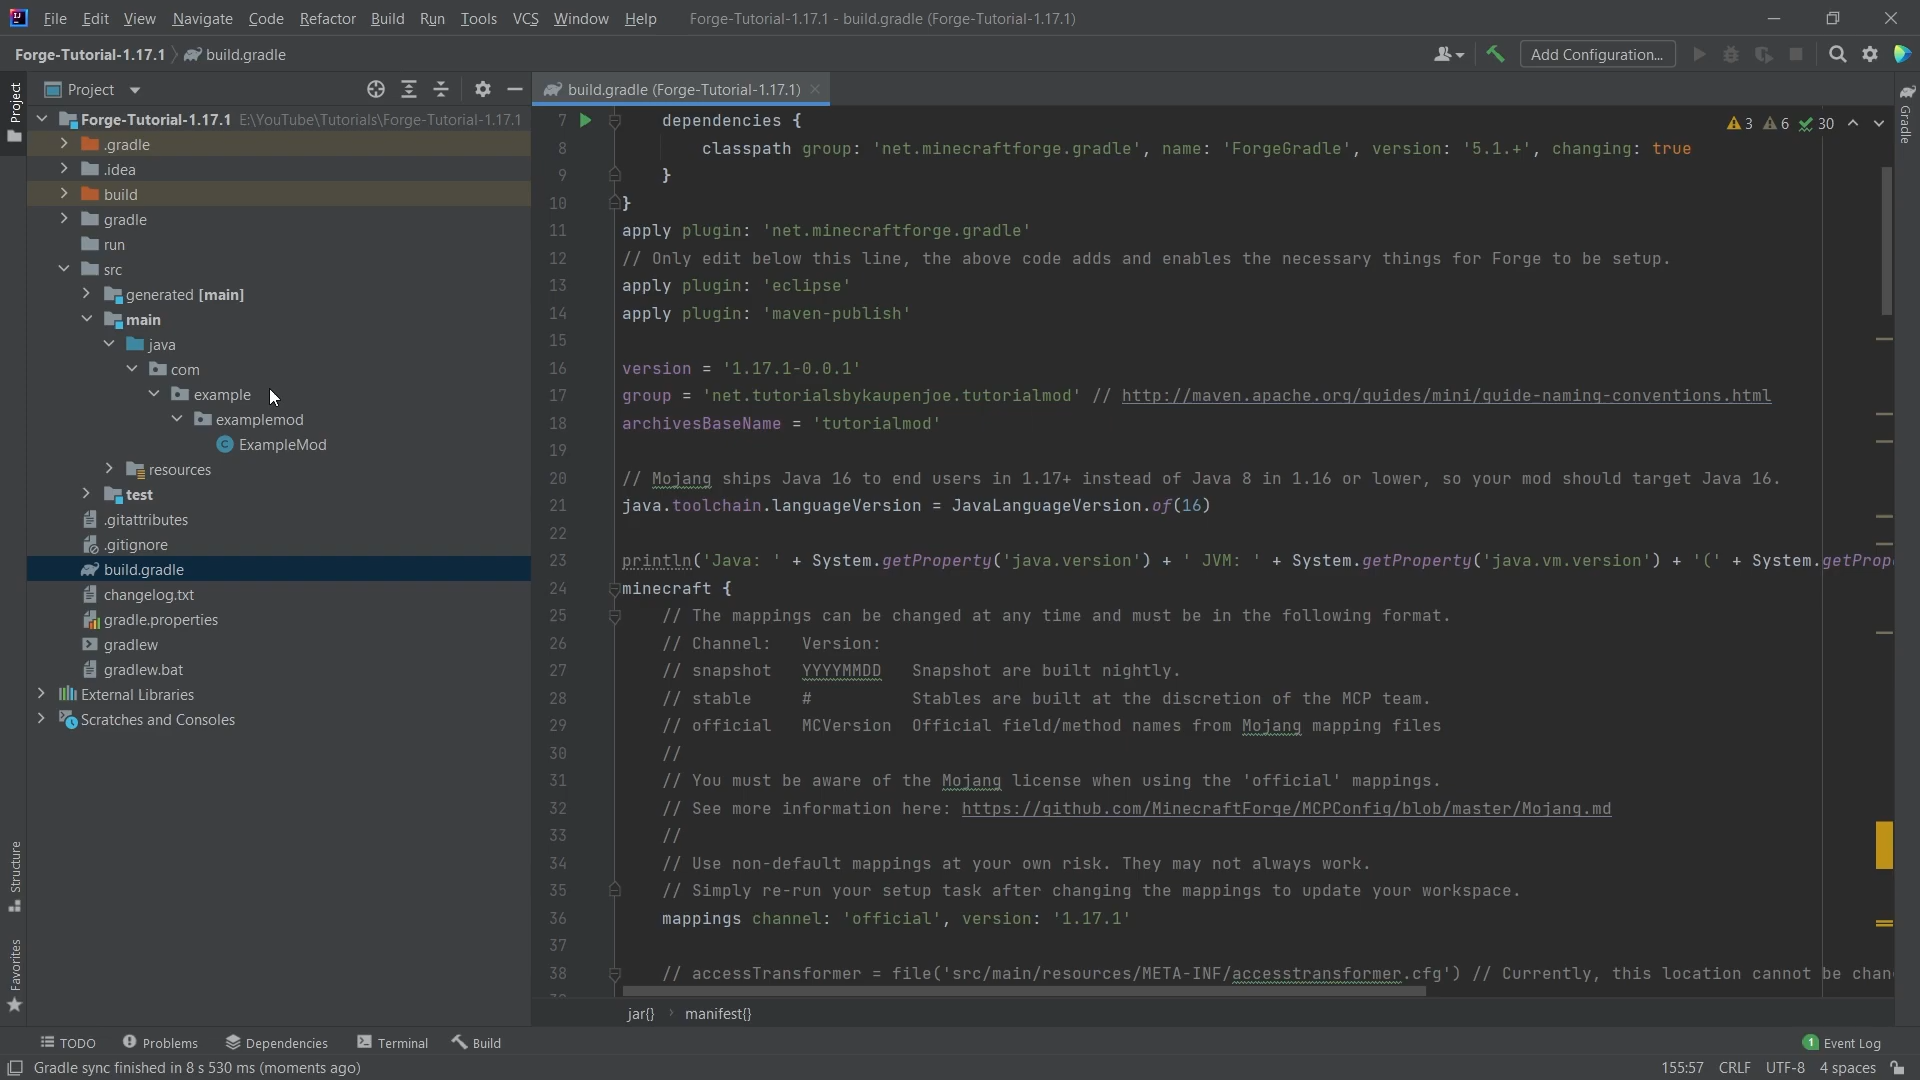 File Edit View Navigate Code Refactor Build Run Tools VCS Window Help Forge-Tutorial-1.17.1 - build.gradle (Forge-Tutorial-1.17.1)
Forge-Tutorial-1.17.1 build.gradle Add Configuration...
Project
build.gradle (Forge-Tutorial-1.17.1)
Project
Gradle
Forge-Tutorial-1.17.1 E:\YouTube\Tutorials\Forge-Tutorial-1.17.1
.gradle
.idea
build
gradle
run
src
generated [main]
main
java
com
example
examplemod
ExampleMod
resources
test
.gitattributes
.gitignore
build.gradle
changelog.txt
gradle.properties
gradlew
gradlew.bat
External Libraries
Scratches and Consoles
Structure
Favorites
3 6 30
7 dependencies {
8 classpath group: 'net.minecraftforge.gradle', name: 'ForgeGradle', version: '5.1.+', changing: true
9 }
10 }
11 apply plugin: 'net.minecraftforge.gradle'
12 // Only edit below this line, the above code adds and enables the necessary things for Forge to be setup.
13 apply plugin: 'eclipse'
14 apply plugin: 'maven-publish'
15
16 version = '1.17.1-0.0.1'
17 group = 'net.tutorialsbykaupenjoe.tutorialmod' // http://maven.apache.org/guides/mini/guide-naming-conventions.html
18 archivesBaseName = 'tutorialmod'
19
20 // Mojang ships Java 16 to end users in 1.17+ instead of Java 8 in 1.16 or lower, so your mod should target Java 16.
21 java.toolchain.languageVersion = JavaLanguageVersion.of(16)
22
23 println('Java: ' + System.getProperty('java.version') + ' JVM: ' + System.getProperty('java.vm.version') + '(' + System.getProp
24 minecraft {
25 // The mappings can be changed at any time and must be in the following format.
26 // Channel: Version:
27 // snapshot YYYYMMDD Snapshot are built nightly.
28 // stable # Stables are built at the discretion of the MCP team.
29 // official MCVersion Official field/method names from Mojang mapping files
30 //
31 // You must be aware of the Mojang license when using the 'official' mappings.
32 // See more information here: https://github.com/MinecraftForge/MCPConfig/blob/master/Mojang.md
33 //
34 // Use non-default mappings at your own risk. They may not always work.
35 // Simply re-run your setup task after changing the mappings to update your workspace.
36 mappings channel: 'official', version: '1.17.1'
37
38 // accessTransformer = file('src/main/resources/META-INF/accesstransformer.cfg') // Currently, this location cannot be chan
jar{} manifest{}
TODO Problems Dependencies Terminal Build 1 Event Log
Gradle sync finished in 8 s 530 ms (moments ago) 155:57 CRLF UTF-8 4 spaces